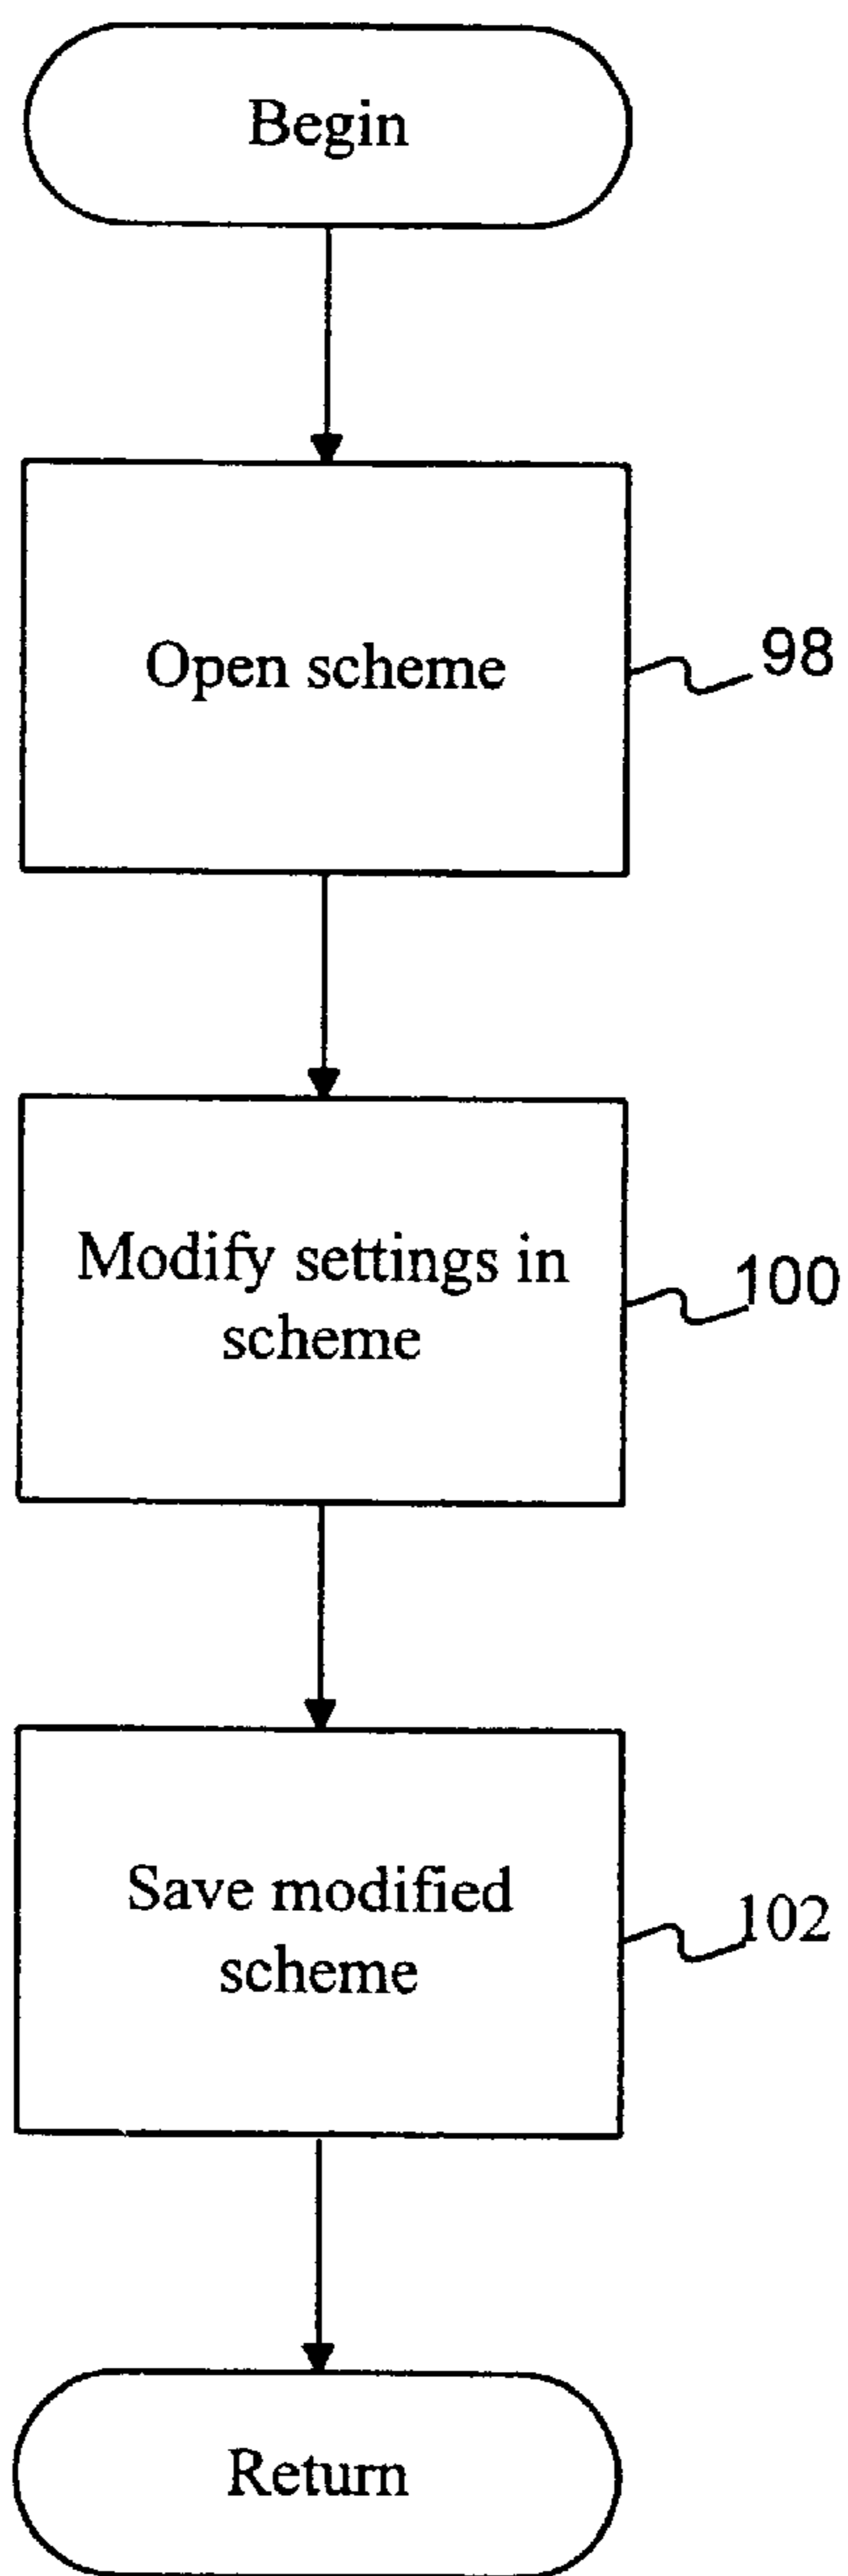 Begin
Open scheme
98
Modify settings in
scheme
100
Save modified
scheme
102
Return